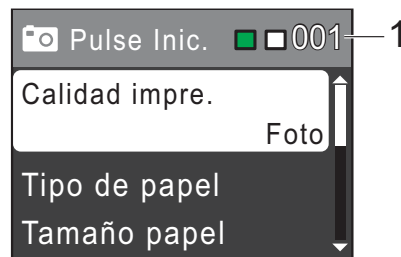 Pulse Inic. 001 1
Calidad impre.
Foto
Tipo de papel
Tamaño papel